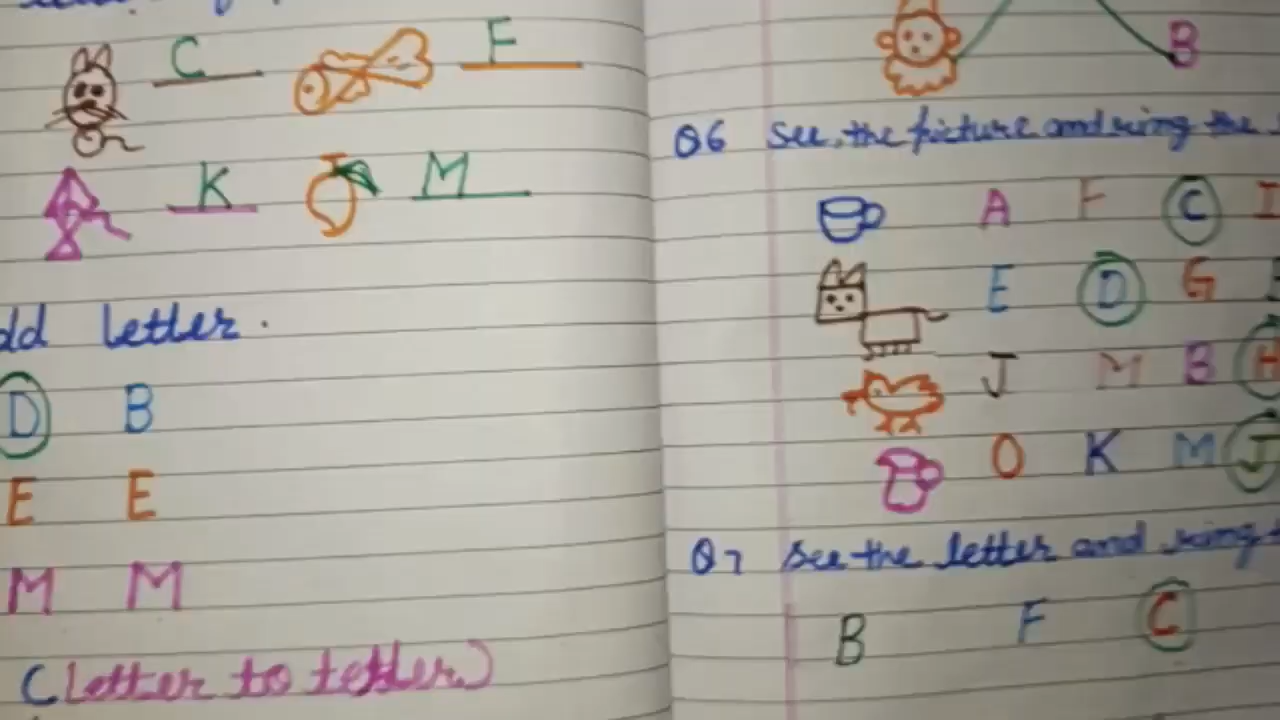 C F
K M
dd letter.
D B
E E
M M
C (Letter to letter)
B
Q6 See, the picture and ring the
A F C I
E D G
J M B H
O K M J
Q7 See the letter and ring
B F C